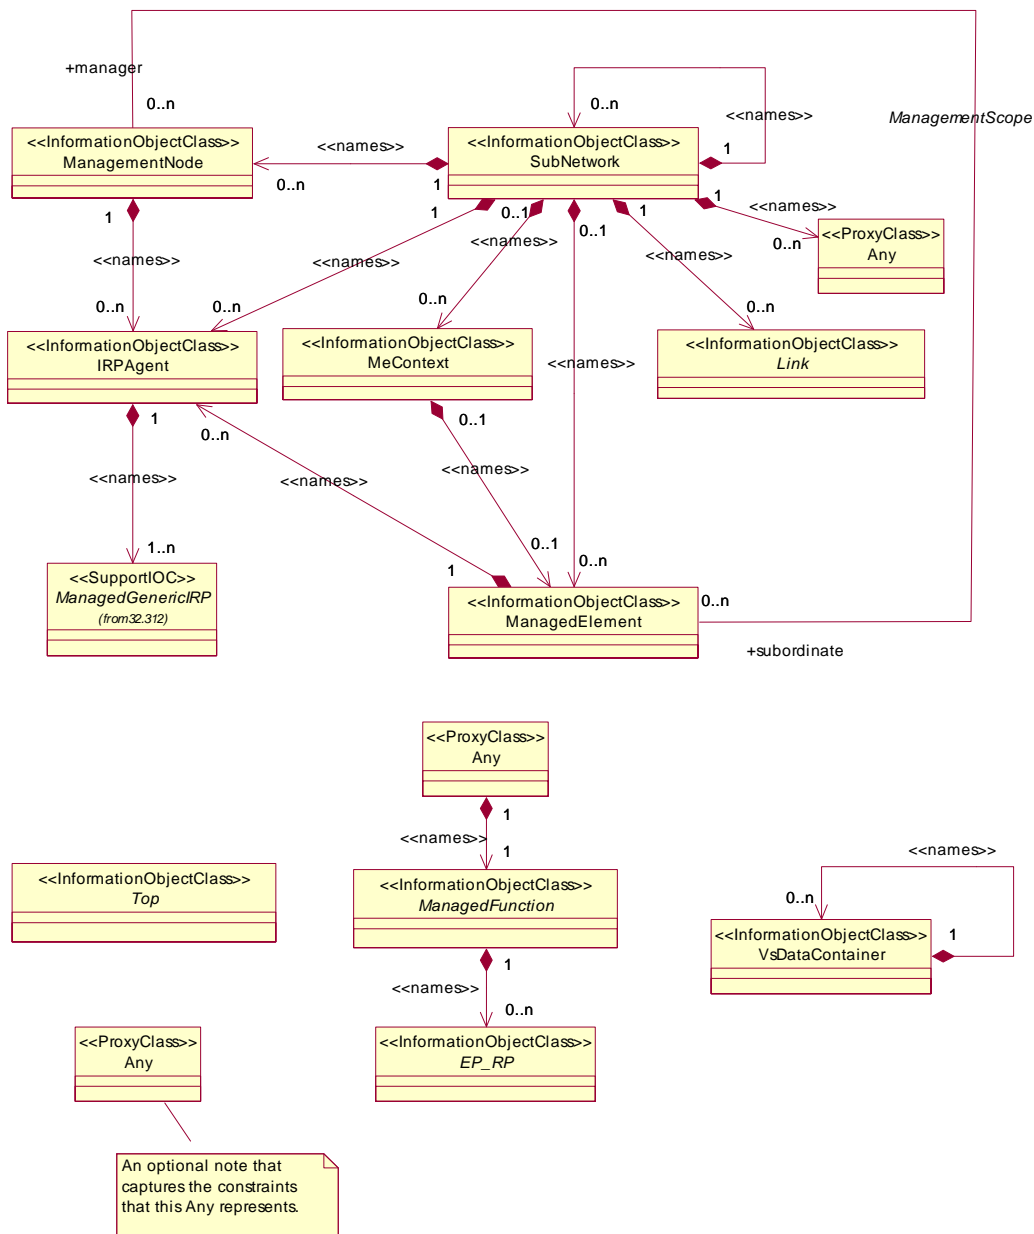 +manager
0..n
0..n
<<names>>
ManagementScope
<<InformationObjectClass>>
ManagementNode
<<names>>
<<InformationObjectClass>>
SubNetwork
1
0..n
1
1
1
0..1
0..1
1
1
<<names>>
0..n
<<ProxyClass>>
Any
<<names>>
<<names>>
<<names>>
<<names>>
0..n
0..n
0..n
0..n
<<InformationObjectClass>>
IRPAgent
<<InformationObjectClass>>
MeContext
<<names>>
<<InformationObjectClass>>
Link
1
0..n
0..1
<<names>>
<<names>>
<<names>>
1..n
1
0..1
0..n
<<SupportIOC>>
ManagedGenericIRP
(from32.312)
<<InformationObjectClass>>
ManagedElement
0..n
+subordinate
<<ProxyClass>>
Any
1
<<names>>
1
<<InformationObjectClass>>
Top
<<InformationObjectClass>>
ManagedFunction
<<names>>
0..n
<<InformationObjectClass>>
VsDataContainer
1
1
<<names>>
0..n
<<ProxyClass>>
Any
<<InformationObjectClass>>
EP_RP
An optional note that
captures the constraints
that this Any represents.